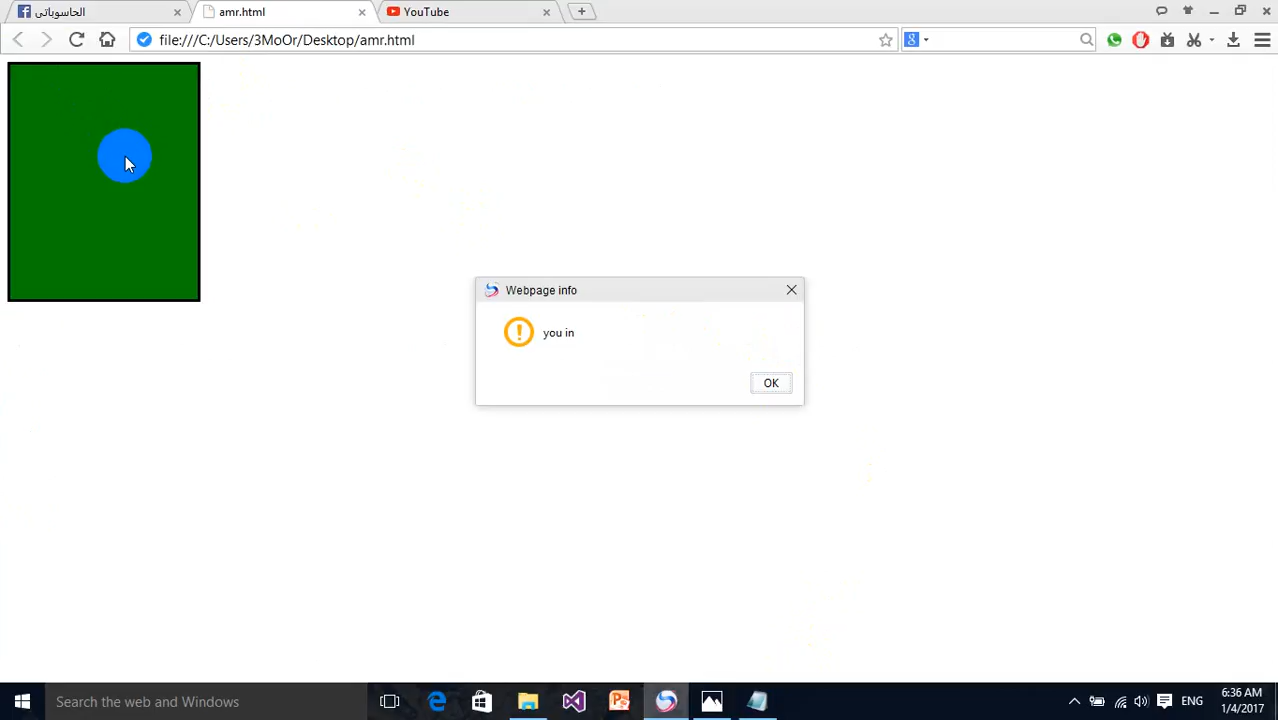 الحاسوباتى
amr.html
YouTube
file:///C:/Users/3MoOr/Desktop/amr.html
Webpage info
you in
OK
Search the web and Windows
ENG
6:36 AM
1/4/2017